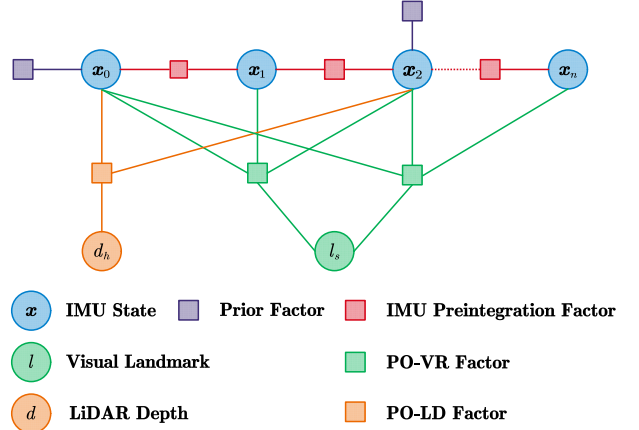 x₀ x₁ x₂ xₙ
dₕ lₛ
x IMU State Prior Factor IMU Preintegration Factor
l Visual Landmark PO-VR Factor
d LiDAR Depth PO-LD Factor